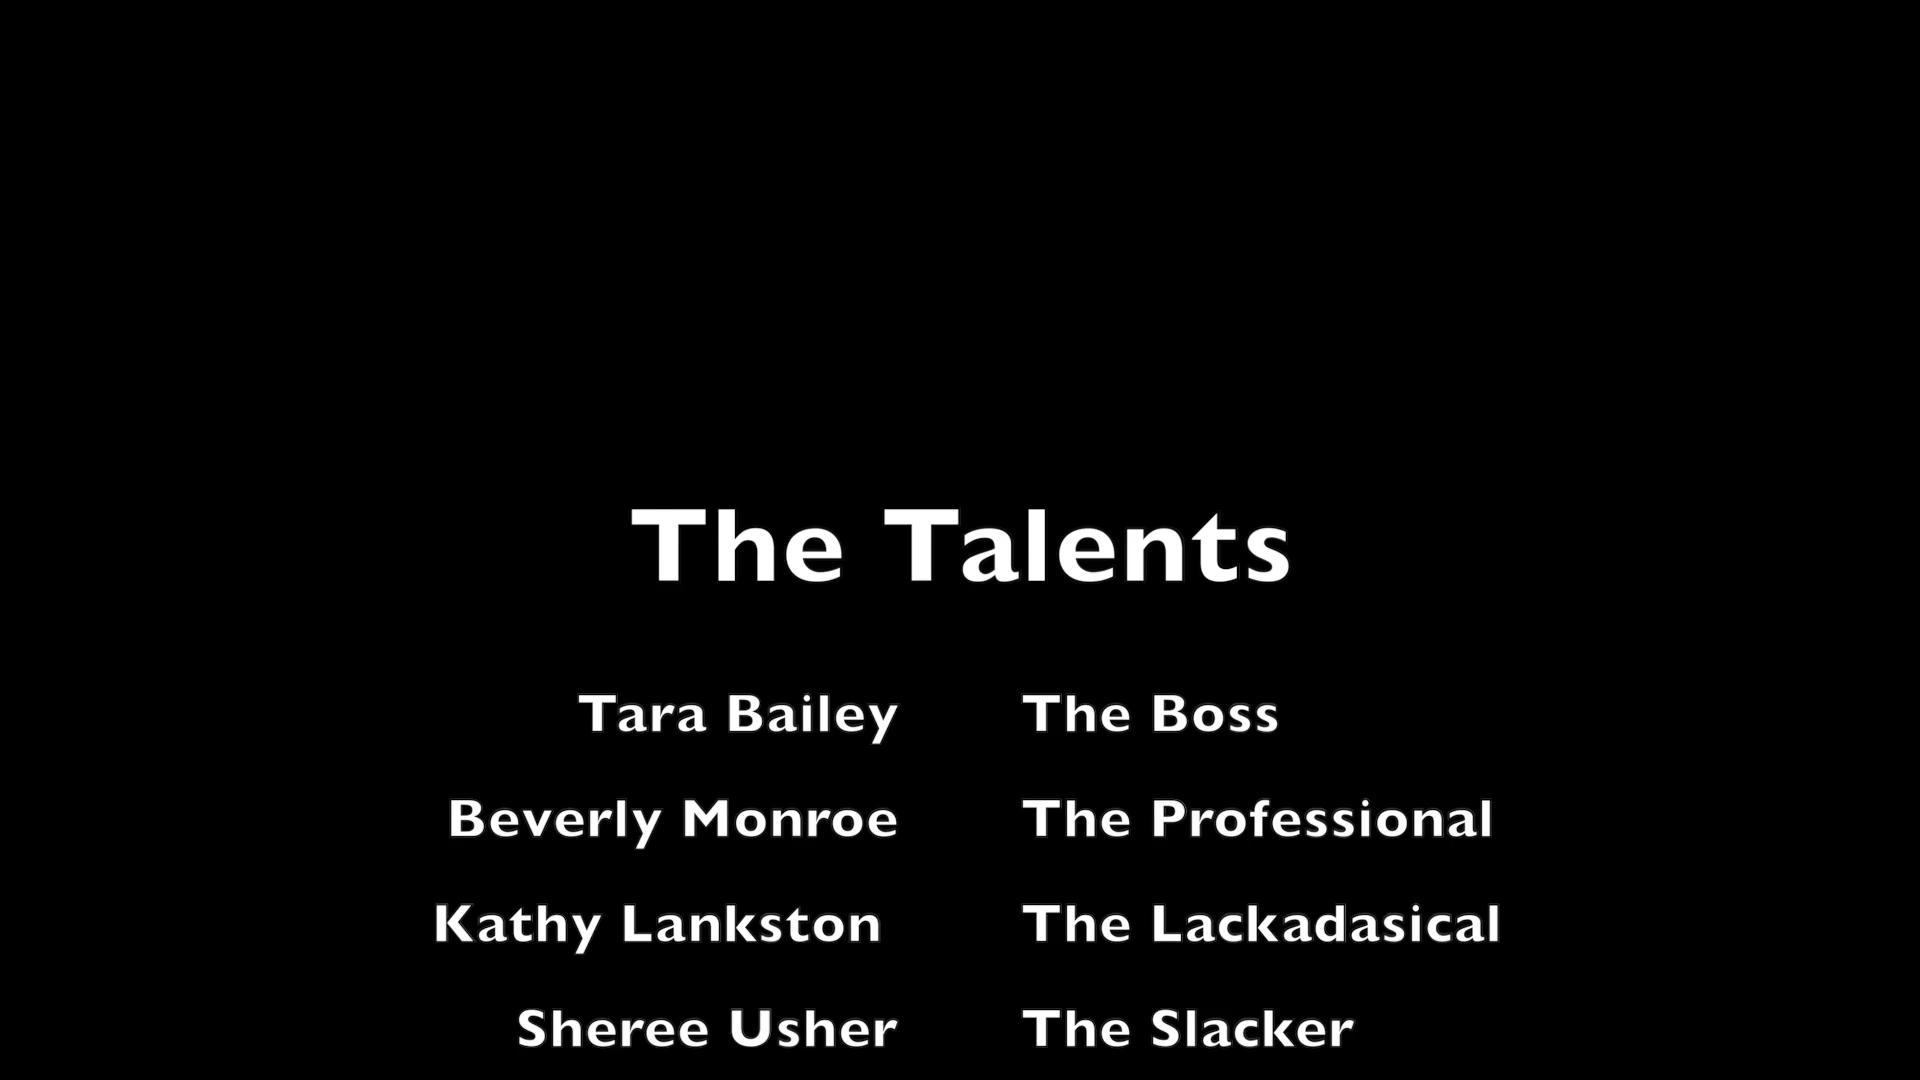 The Talents
Tara Bailey The Boss
Beverly Monroe The Professional
Kathy Lankston The Lackadasical
Sheree Usher The Slacker